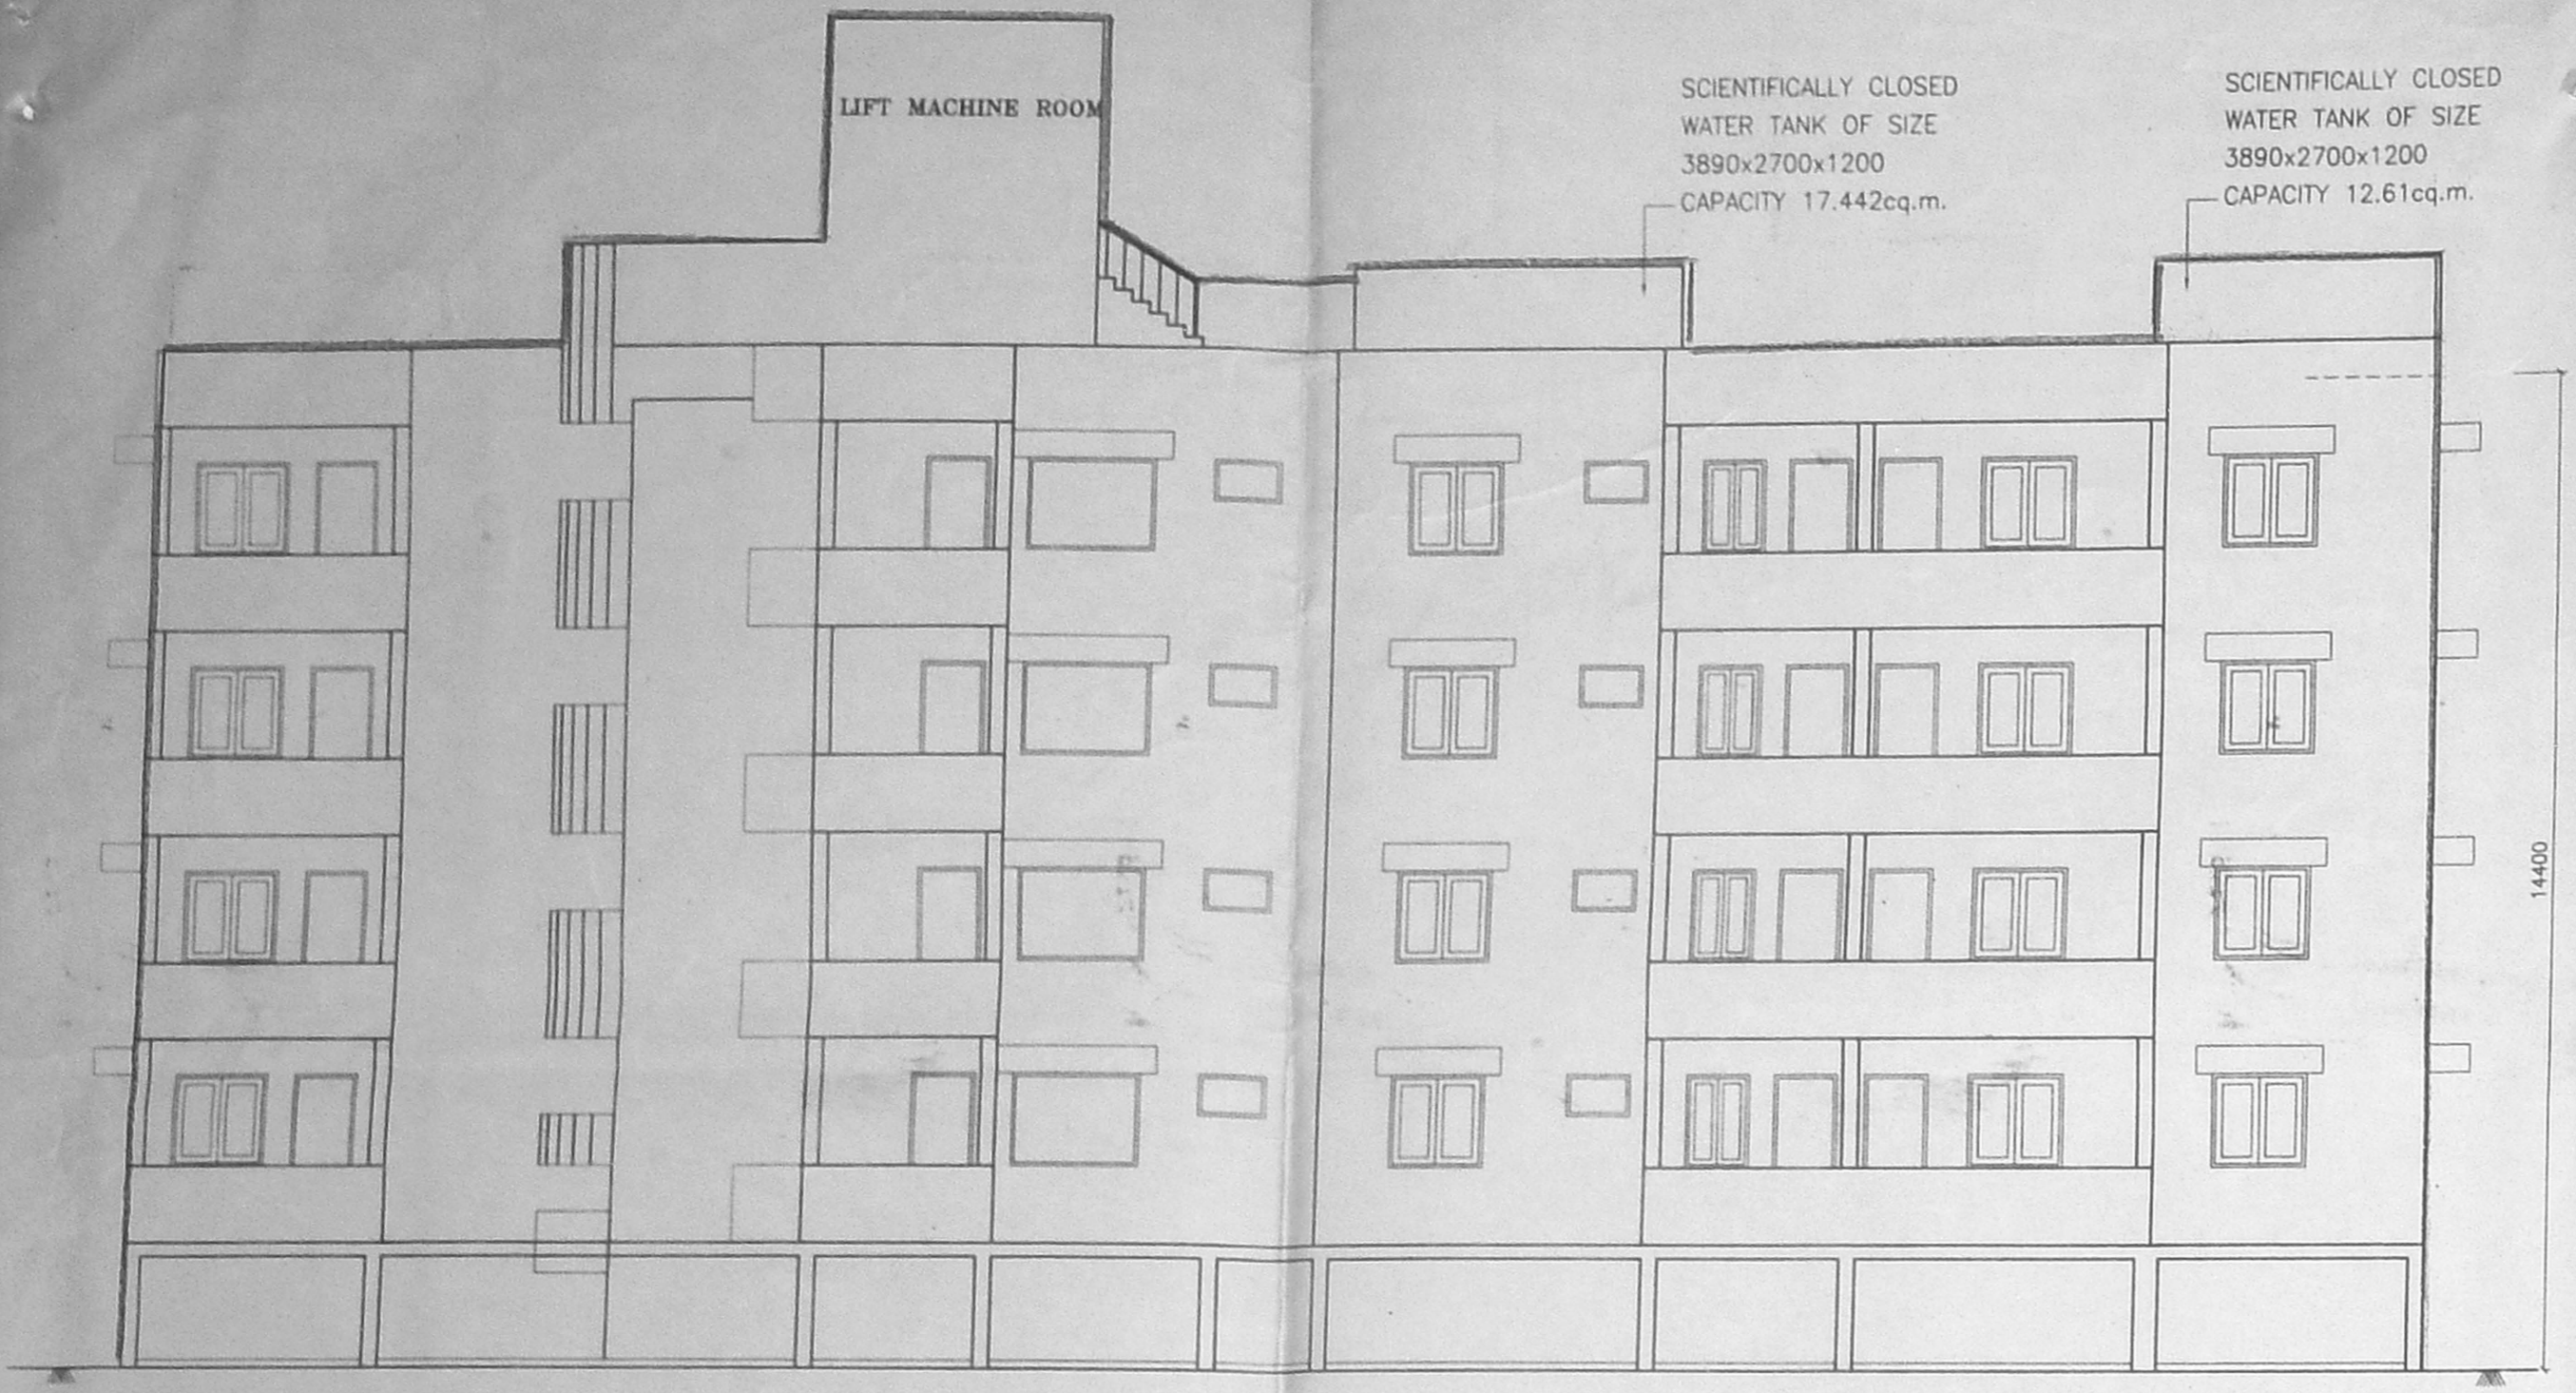 LIFT MACHINE ROOM
SCIENTIFICALLY CLOSED
WATER TANK OF SIZE
3890x2700x1200
CAPACITY 17.442cq.m.
SCIENTIFICALLY CLOSED
WATER TANK OF SIZE
3890x2700x1200
CAPACITY 12.61cq.m.
14400